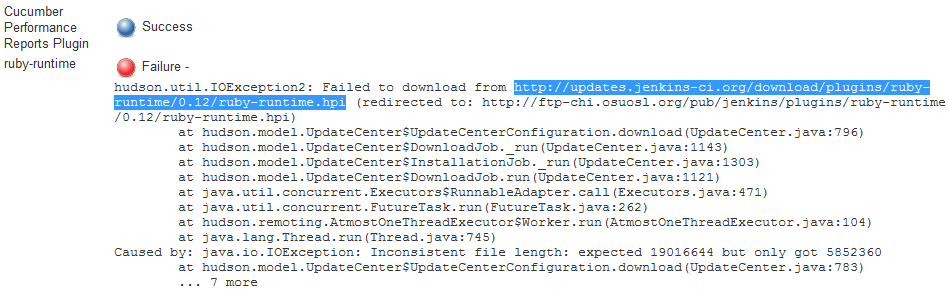 Cucumber
Performance
Reports Plugin
Success
ruby-runtime
Failure -
hudson.util.IOException2: Failed to download from http://updates.jenkins-ci.org/download/plugins/ruby-
runtime/0.12/ruby-runtime.hpi (redirected to: http://ftp-chi.osuosl.org/pub/jenkins/plugins/ruby-runtime
/0.12/ruby-runtime.hpi)
at hudson.model.UpdateCenter$UpdateCenterConfiguration.download(UpdateCenter.java:796)
at hudson.model.UpdateCenter$DownloadJob._run(UpdateCenter.java:1143)
at hudson.model.UpdateCenter$InstallationJob._run(UpdateCenter.java:1303)
at hudson.model.UpdateCenter$DownloadJob.run(UpdateCenter.java:1121)
at java.util.concurrent.Executors$RunnableAdapter.call(Executors.java:471)
at java.util.concurrent.FutureTask.run(FutureTask.java:262)
at hudson.remoting.AtmostOneThreadExecutor$Worker.run(AtmostOneThreadExecutor.java:104)
at java.lang.Thread.run(Thread.java:745)
Caused by: java.io.IOException: Inconsistent file length: expected 19016644 but only got 5852360
at hudson.model.UpdateCenter$UpdateCenterConfiguration.download(UpdateCenter.java:783)
... 7 more